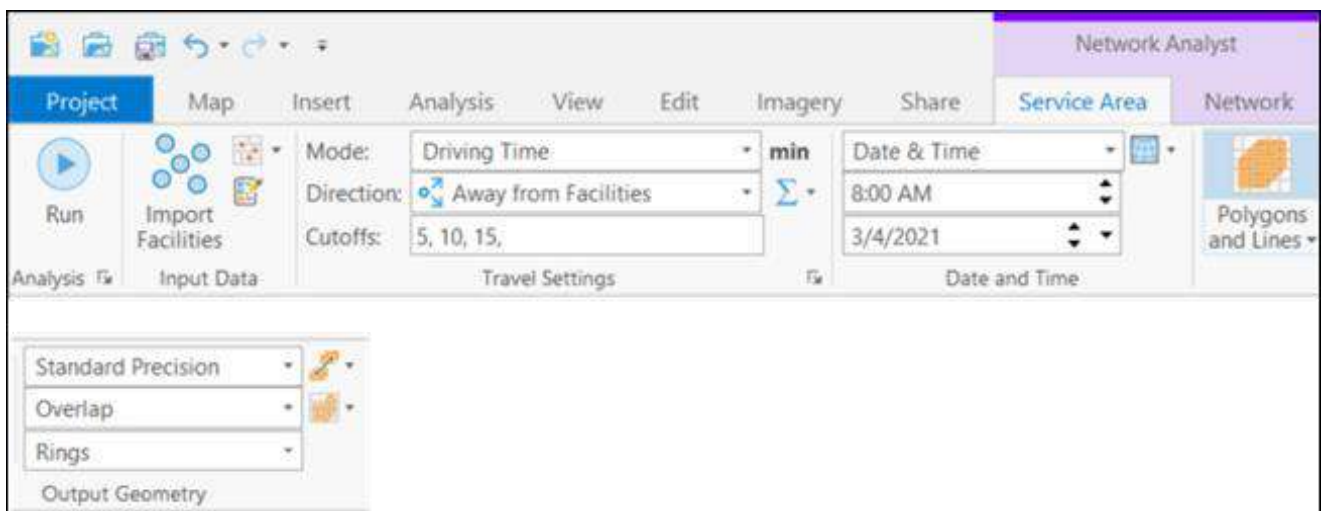 Network Analyst
Project Map Insert Analysis View Edit Imagery Share Service Area Network
Mode: Driving Time min Date & Time
Direction: Away from Facilities Σ 8:00 AM
Run Import Facilities Cutoffs: 5, 10, 15, 3/4/2021 Polygons and Lines
Analysis Input Data Travel Settings Date and Time
Standard Precision
Overlap
Rings
Output Geometry